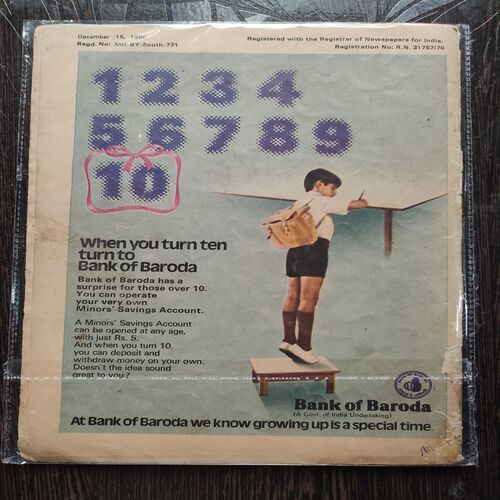 December 15, 1980
Registered with the Registrar of Newspapers for India.
Regd. No: MH-BY-South-731
Registration No: R.N. 31757/70
1 2 3 4
5 6 7 8 9
10
When you turn ten
turn to
Bank of Baroda
Bank of Baroda has a
surprise for those over 10.
You can operate
your very own
Minors' Savings Account.
A Minors' Savings Account
can be opened at any age,
with just Rs. 5.
And when you turn 10,
you can deposit and
withdraw money on your own.
Doesn't the idea sound
great to you?
Bank of Baroda
(A Govt. of India Undertaking)
At Bank of Baroda we know growing up is a special time.